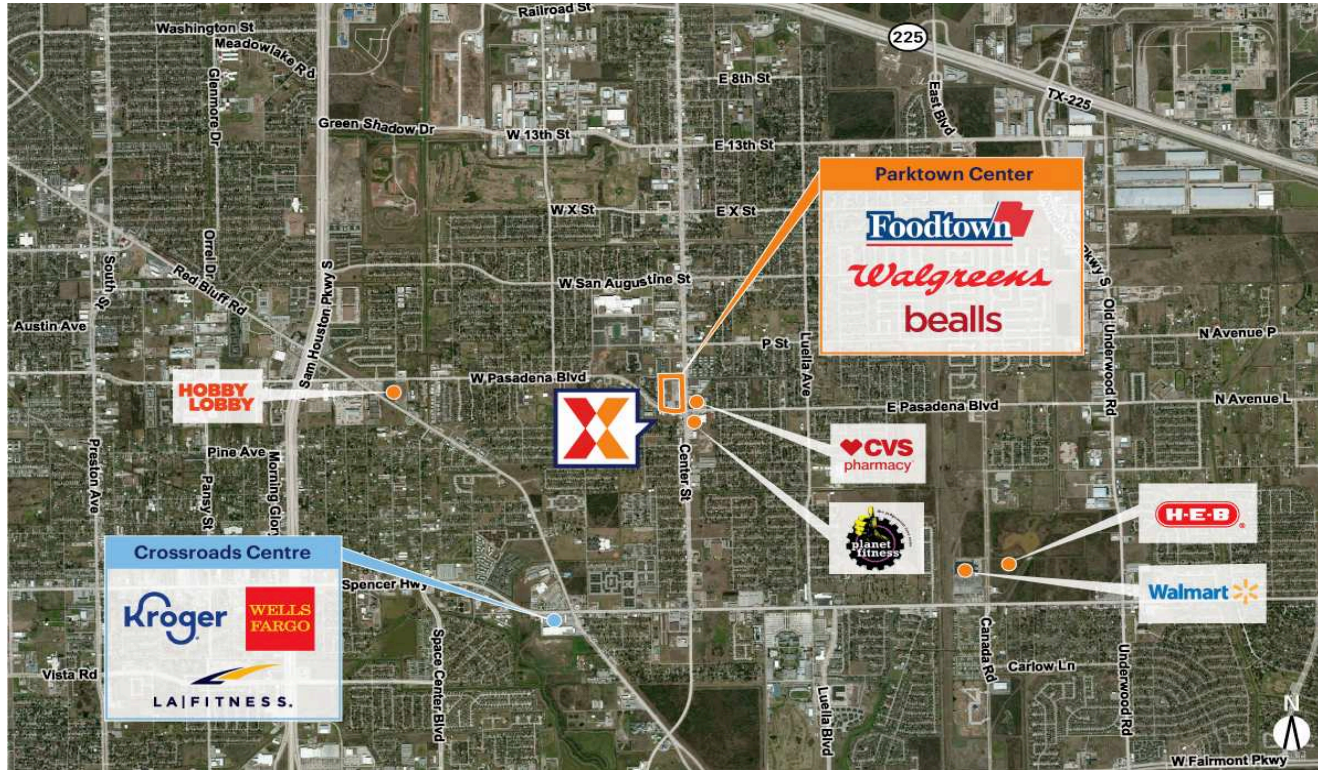 Railroad St
Washington St
Meadowlake Rd
225
Glenmore Dr
E 8th St
TX-225
East Blvd
Green Shadow Dr
W 13th St
E 13th St
Parktown Center
Foodtown
Walgreens
bealls
W X St
E X St
Pkwy S
South St
Orrel Dr
Red Bluff Rd
Sam Houston Pkwy S
W San Augustine St
Austin Ave
P St
Luella Ave
Old Underwood Rd
N Avenue P
HOBBY
LOBBY
W Pasadena Blvd
E Pasadena Blvd
N Avenue L
Preston Ave
Pine Ave
Pansy St
Morning Glory
Center St
CVS
pharmacy
planet
fitness
H-E-B
Walmart
Crossroads Centre
Kroger
WELLS
FARGO
LA|FITNESS.
Spencer Hwy
Vista Rd
Space Center Blvd
Luella Blvd
Canada Rd
Carlow Ln
Underwood Rd
N
W Fairmont Pkwy